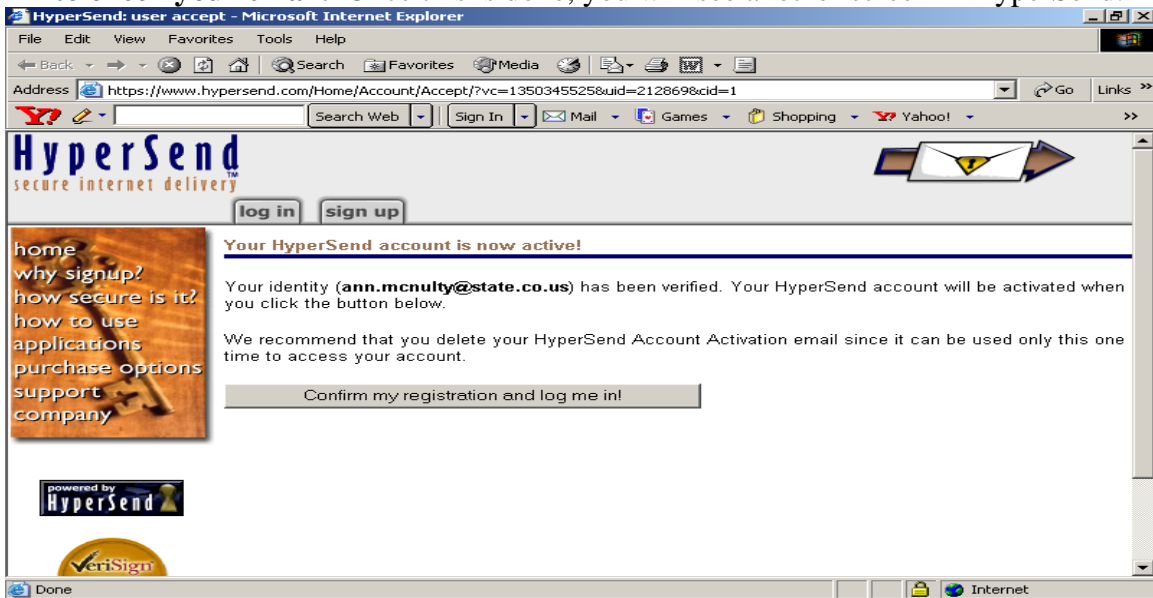 HyperSend: user accept - Microsoft Internet Explorer
File Edit View Favorites Tools Help
Back Search Favorites Media
Address https://www.hypersend.com/Home/Account/Accept/?vc=1350345525&uid=212869&cid=1 Go Links »
Y! Search Web Sign In Mail Games Shopping Yahoo! »
HyperSend™
secure internet delivery
log in sign up
home
why signup?
how secure is it?
how to use
applications
purchase options
support
company
Your HyperSend account is now active!
Your identity (ann.mcnulty@state.co.us) has been verified. Your HyperSend account will be activated when
you click the button below.
We recommend that you delete your HyperSend Account Activation email since it can be used only this one
time to access your account.
Confirm my registration and log me in!
powered by
HyperSend
VeriSign
Done Internet